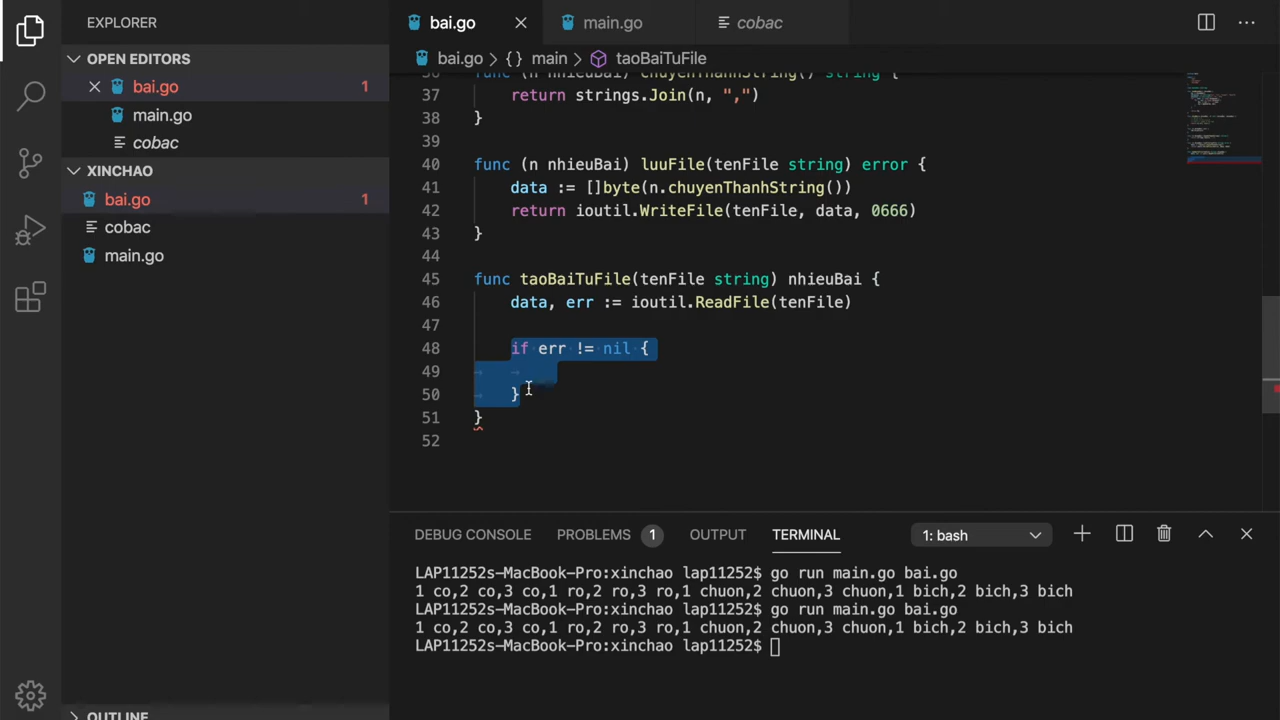 EXPLORER
bai.go
main.go
cobac
OPEN EDITORS
bai.go > {} main > taoBaiTuFile
bai.go 1
main.go
cobac
XINCHAO
bai.go 1
cobac
main.go
OUTLINE
36 func (n nhieuBai) chuyenThanhString() string {
37 return strings.Join(n, ",")
38 }
39
40 func (n nhieuBai) luuFile(tenFile string) error {
41 data := []byte(n.chuyenThanhString())
42 return ioutil.WriteFile(tenFile, data, 0666)
43 }
44
45 func taoBaiTuFile(tenFile string) nhieuBai {
46 data, err := ioutil.ReadFile(tenFile)
47
48 if err != nil {
49
50 }
51 }
52
DEBUG CONSOLE PROBLEMS 1 OUTPUT TERMINAL 1: bash
LAP11252s-MacBook-Pro:xinchao lap11252$ go run main.go bai.go
1 co,2 co,3 co,1 ro,2 ro,3 ro,1 chuon,2 chuon,3 chuon,1 bich,2 bich,3 bich
LAP11252s-MacBook-Pro:xinchao lap11252$ go run main.go bai.go
1 co,2 co,3 co,1 ro,2 ro,3 ro,1 chuon,2 chuon,3 chuon,1 bich,2 bich,3 bich
LAP11252s-MacBook-Pro:xinchao lap11252$